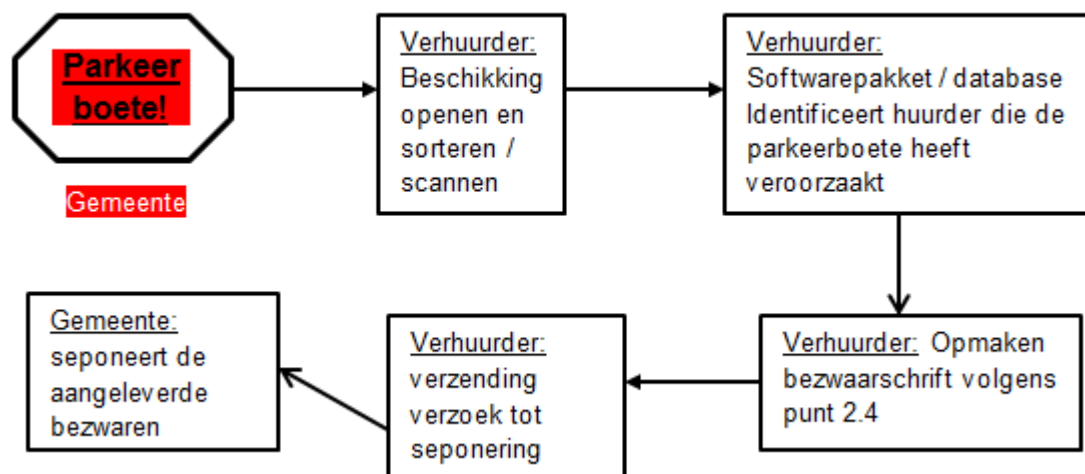 Parkeer
boete!
Gemeente
Verhuurder:
Beschikking
openen en
sorteren /
scannen
Verhuurder:
Softwarepakket / database
Identificeert huurder die de
parkeerboete heeft
veroorzaakt
Verhuurder: Opmaken
bezwaarschrift volgens
punt 2.4
Verhuurder:
verzending
verzoek tot
seponering
Gemeente:
seponeert de
aangeleverde
bezwaren